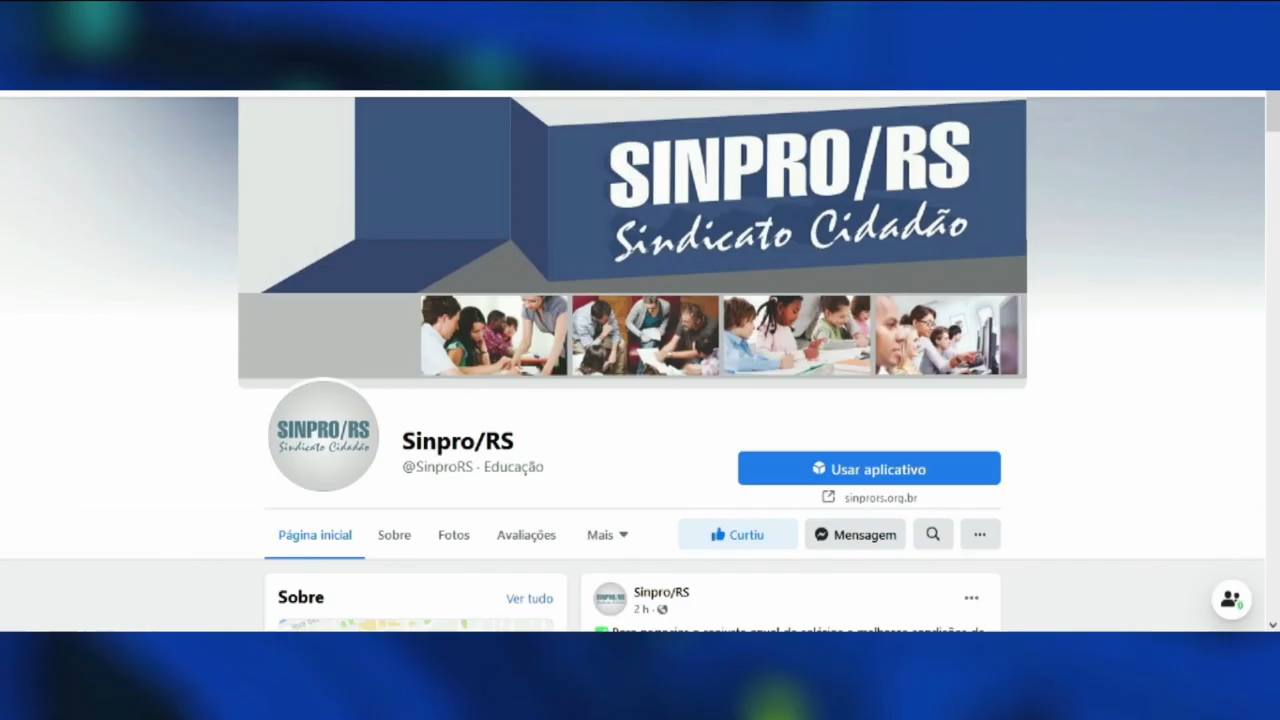 SINPRO/RS
Sindicato Cidadão
SINPRO/RS
Sindicato Cidadão
Sinpro/RS
@SinproRS · Educação
Usar aplicativo
sinprors.org.br
Página inicial
Sobre
Fotos
Avaliações
Mais
Curtiu
Mensagem
Sobre
Ver tudo
Sinpro/RS
2 h ·